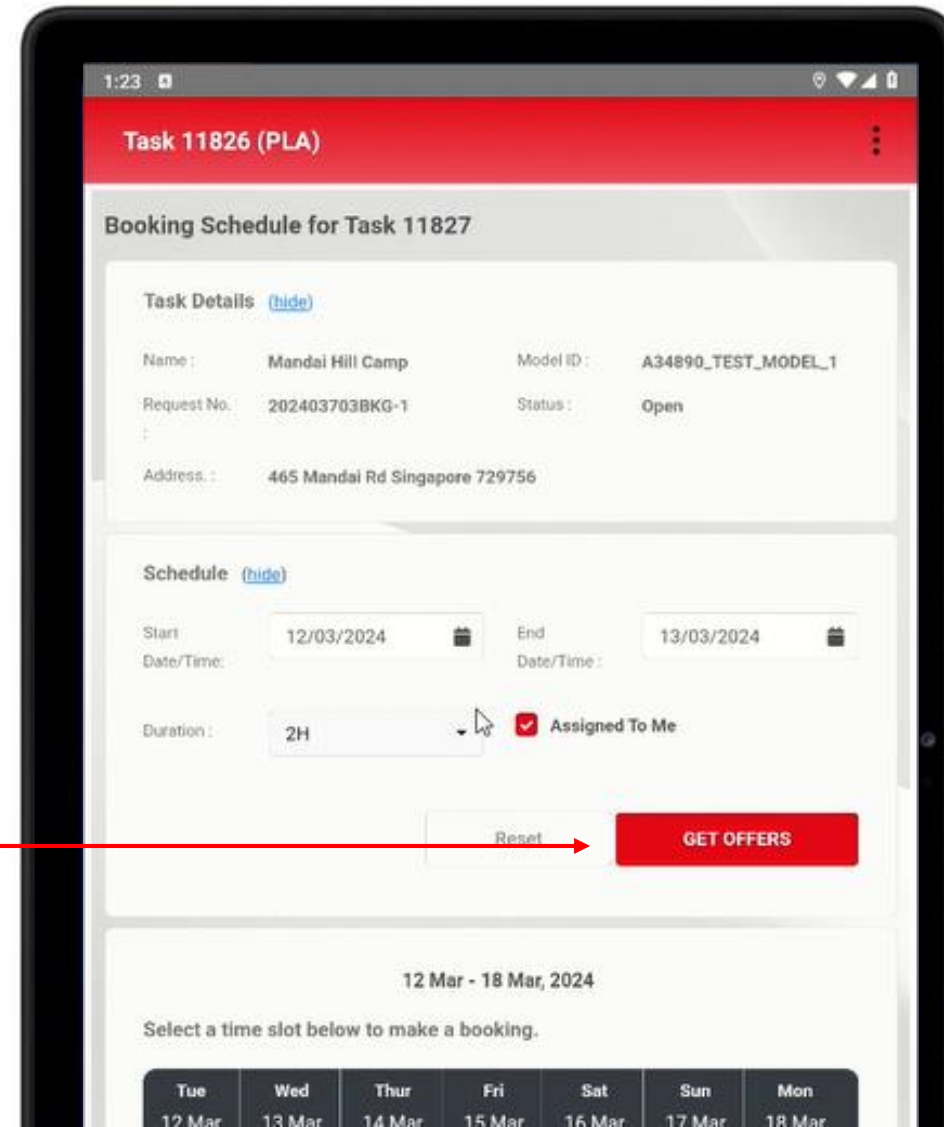 1:23
Task 11826 (PLA)
Booking Schedule for Task 11827
Task Details (hide)
Name : Mandai Hill Camp Model ID : A34890_TEST_MODEL_1
Request No. : 202403703BKG-1 Status : Open
Address. : 465 Mandai Rd Singapore 729756
Schedule (hide)
Start Date/Time: 12/03/2024 End Date/Time : 13/03/2024
Duration : 2H Assigned To Me
Reset GET OFFERS
12 Mar - 18 Mar, 2024
Select a time slot below to make a booking.
Tue Wed Thur Fri Sat Sun Mon
12 Mar 13 Mar 14 Mar 15 Mar 16 Mar 17 Mar 18 Mar